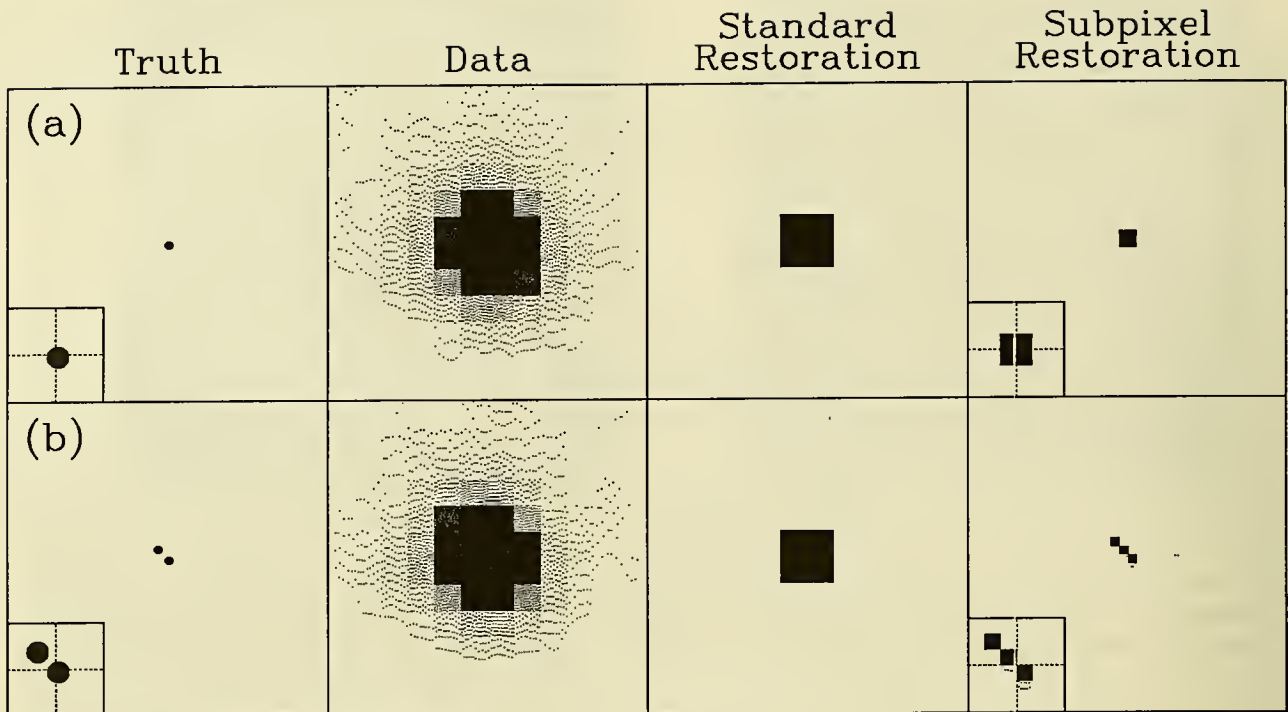 Truth
Data
Standard
Restoration
Subpixel
Restoration
(a)
(b)